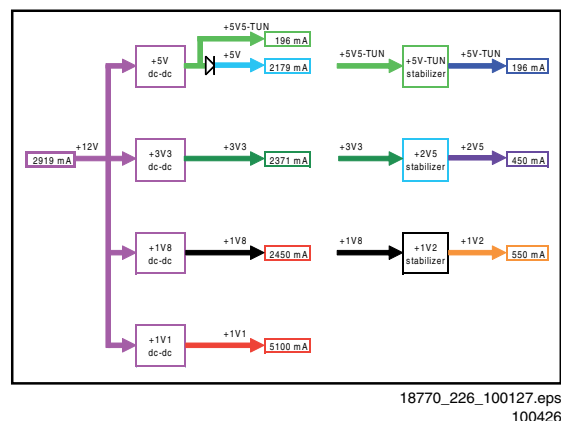 +5V5-TUN
196 mA
+5V
dc-dc
+5V
2179 mA
+5V5-TUN
+5V-TUN
stabilizer
+5V-TUN
196 mA
2919 mA
+12V
+3V3
dc-dc
+3V3
2371 mA
+3V3
+2V5
stabilizer
+2V5
450 mA
+1V8
dc-dc
+1V8
2450 mA
+1V8
+1V2
stabilizer
+1V2
550 mA
+1V1
dc-dc
+1V1
5100 mA
18770_226_100127.eps
100426